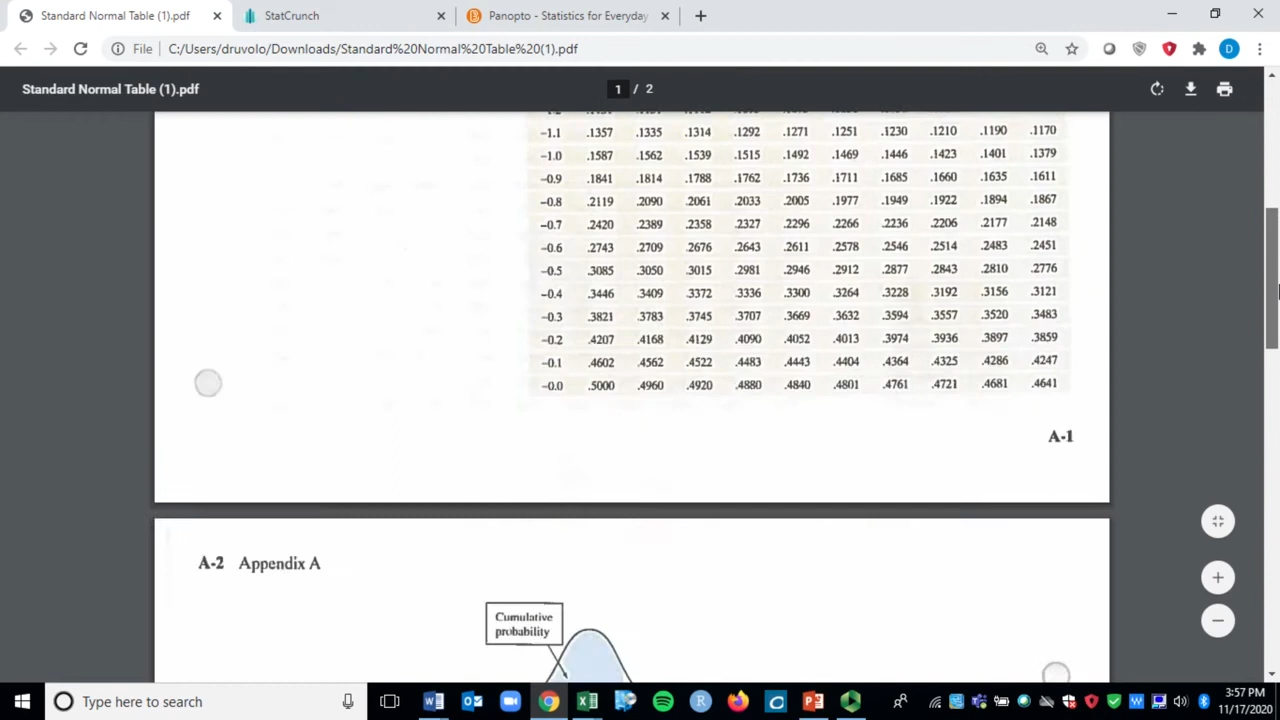 Standard Normal Table (1).pdf
StatCrunch
Panopto - Statistics for Everyday
File C:/Users/druvolo/Downloads/Standard%20Normal%20Table%20(1).pdf
D
Standard Normal Table (1).pdf
1 / 2
−1.1 .1357 .1335 .1314 .1292 .1271 .1251 .1230 .1210 .1190 .1170
−1.0 .1587 .1562 .1539 .1515 .1492 .1469 .1446 .1423 .1401 .1379
−0.9 .1841 .1814 .1788 .1762 .1736 .1711 .1685 .1660 .1635 .1611
−0.8 .2119 .2090 .2061 .2033 .2005 .1977 .1949 .1922 .1894 .1867
−0.7 .2420 .2389 .2358 .2327 .2296 .2266 .2236 .2206 .2177 .2148
−0.6 .2743 .2709 .2676 .2643 .2611 .2578 .2546 .2514 .2483 .2451
−0.5 .3085 .3050 .3015 .2981 .2946 .2912 .2877 .2843 .2810 .2776
−0.4 .3446 .3409 .3372 .3336 .3300 .3264 .3228 .3192 .3156 .3121
−0.3 .3821 .3783 .3745 .3707 .3669 .3632 .3594 .3557 .3520 .3483
−0.2 .4207 .4168 .4129 .4090 .4052 .4013 .3974 .3936 .3897 .3859
−0.1 .4602 .4562 .4522 .4483 .4443 .4404 .4364 .4325 .4286 .4247
−0.0 .5000 .4960 .4920 .4880 .4840 .4801 .4761 .4721 .4681 .4641
A-1
A-2 Appendix A
Cumulative
probability
Type here to search
3:57 PM
11/17/2020